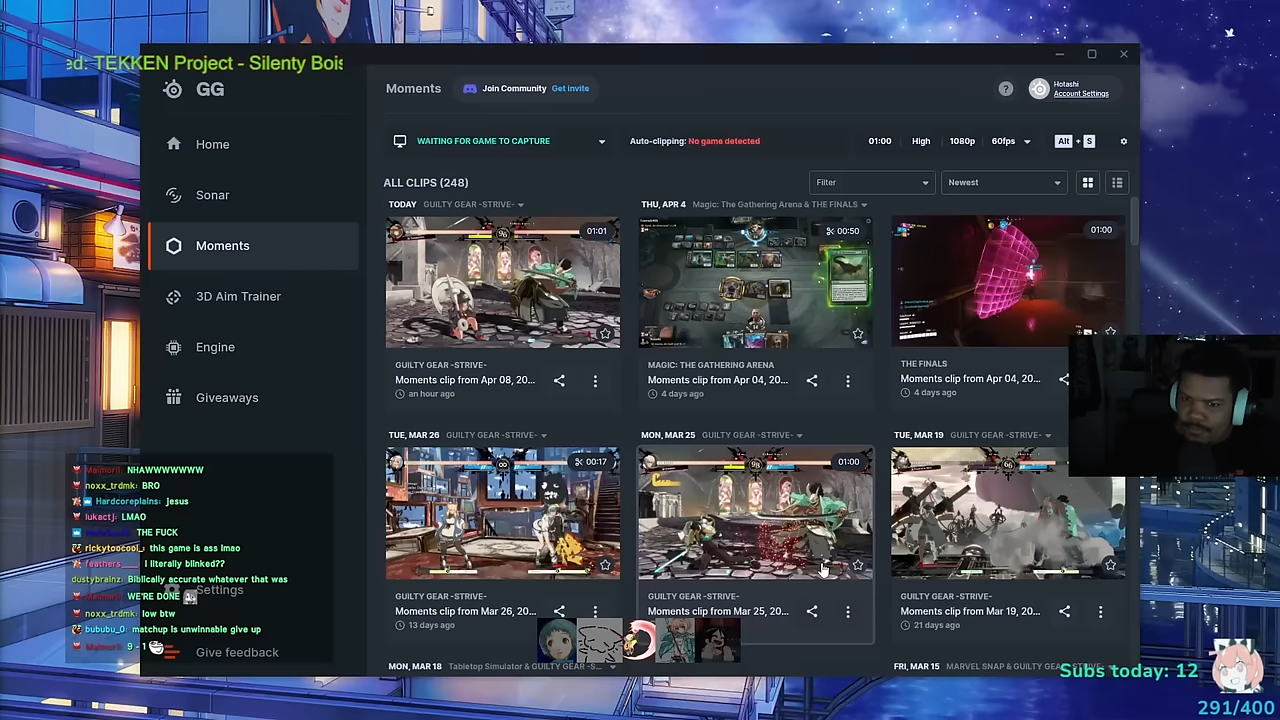 ed: TEKKEN Project - Silenty Bois
GG
Moments
Join Community Get invite
?
Hotashi
Account Settings
Home
WAITING FOR GAME TO CAPTURE
Auto-clipping: No game detected
01:00
High
1080p
60fps
Alt + S
Sonar
ALL CLIPS (248)
Filter
Newest
TODAY GUILTY GEAR -STRIVE-
THU, APR 4 Magic: The Gathering Arena & THE FINALS
01:01
00:50
01:00
Moments
3D Aim Trainer
Engine
Giveaways
GUILTY GEAR -STRIVE-
Moments clip from Apr 08, 20...
an hour ago
MAGIC: THE GATHERING ARENA
Moments clip from Apr 04, 20...
4 days ago
THE FINALS
Moments clip from Apr 04, 20...
4 days ago
TUE, MAR 26 GUILTY GEAR -STRIVE-
MON, MAR 25 GUILTY GEAR -STRIVE-
TUE, MAR 19 GUILTY GEAR -STRIVE-
00:17
01:00
GUILTY GEAR -STRIVE-
Moments clip from Mar 26, 20...
13 days ago
GUILTY GEAR -STRIVE-
Moments clip from Mar 25, 20...
GUILTY GEAR -STRIVE-
Moments clip from Mar 19, 20...
21 days ago
MON, MAR 18 Tabletop Simulator & GUILTY GEAR -S...
FRI, MAR 15 MARVEL SNAP & GUILTY GEA
NHAWWWWWWW
noxx_trdmk: BRO
Hardcoreplains: jesus
lukactj: LMAO
THE FUCK
rickytoocool_: this game is ass lmao
feathers____: I literally blinked??
dustybrainz: Biblically accurate whatever that was
WE'RE DONE
Settings
noxx_trdmk: low btw
bububu_0: matchup is unwinnable give up
9 - 1
Give feedback
Subs today: 12
291/400